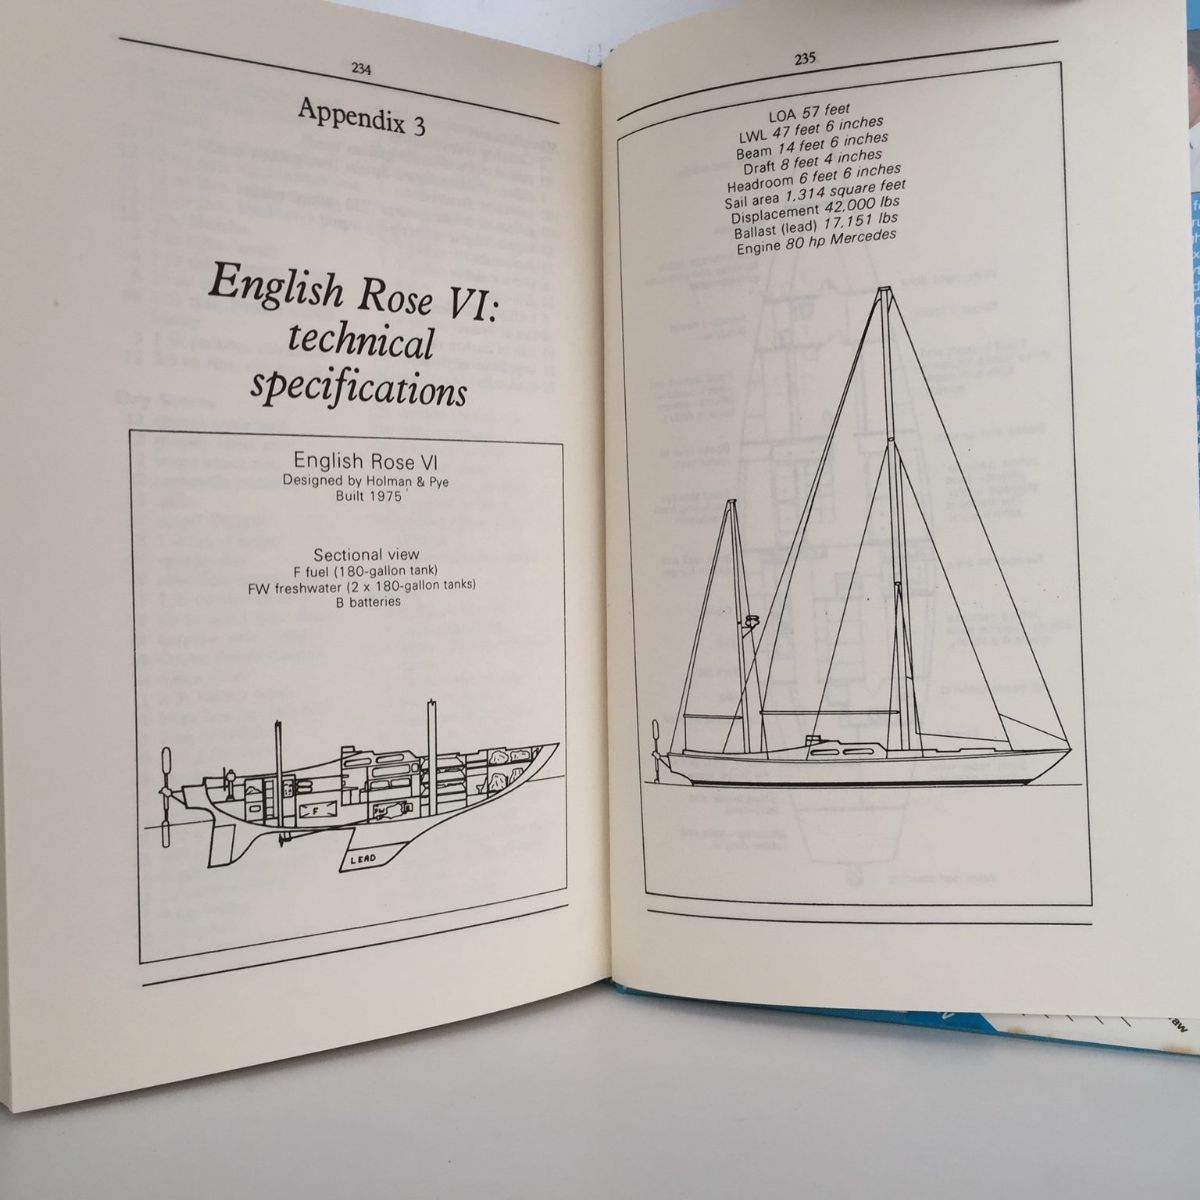 234
Appendix 3
English Rose VI:
technical
specifications
English Rose VI
Designed by Holman & Pye
Built 1975
Sectional view
F fuel (180-gallon tank)
FW freshwater (2 x 180-gallon tanks)
B batteries
F
FW
LEAD
235
LOA 57 feet
LWL 47 feet 6 inches
Beam 14 feet 6 inches
Draft 8 feet 4 inches
Headroom 6 feet 6 inches
Sail area 1,314 square feet
Displacement 42,000 lbs
Ballast (lead) 17,151 lbs
Engine 80 hp Mercedes